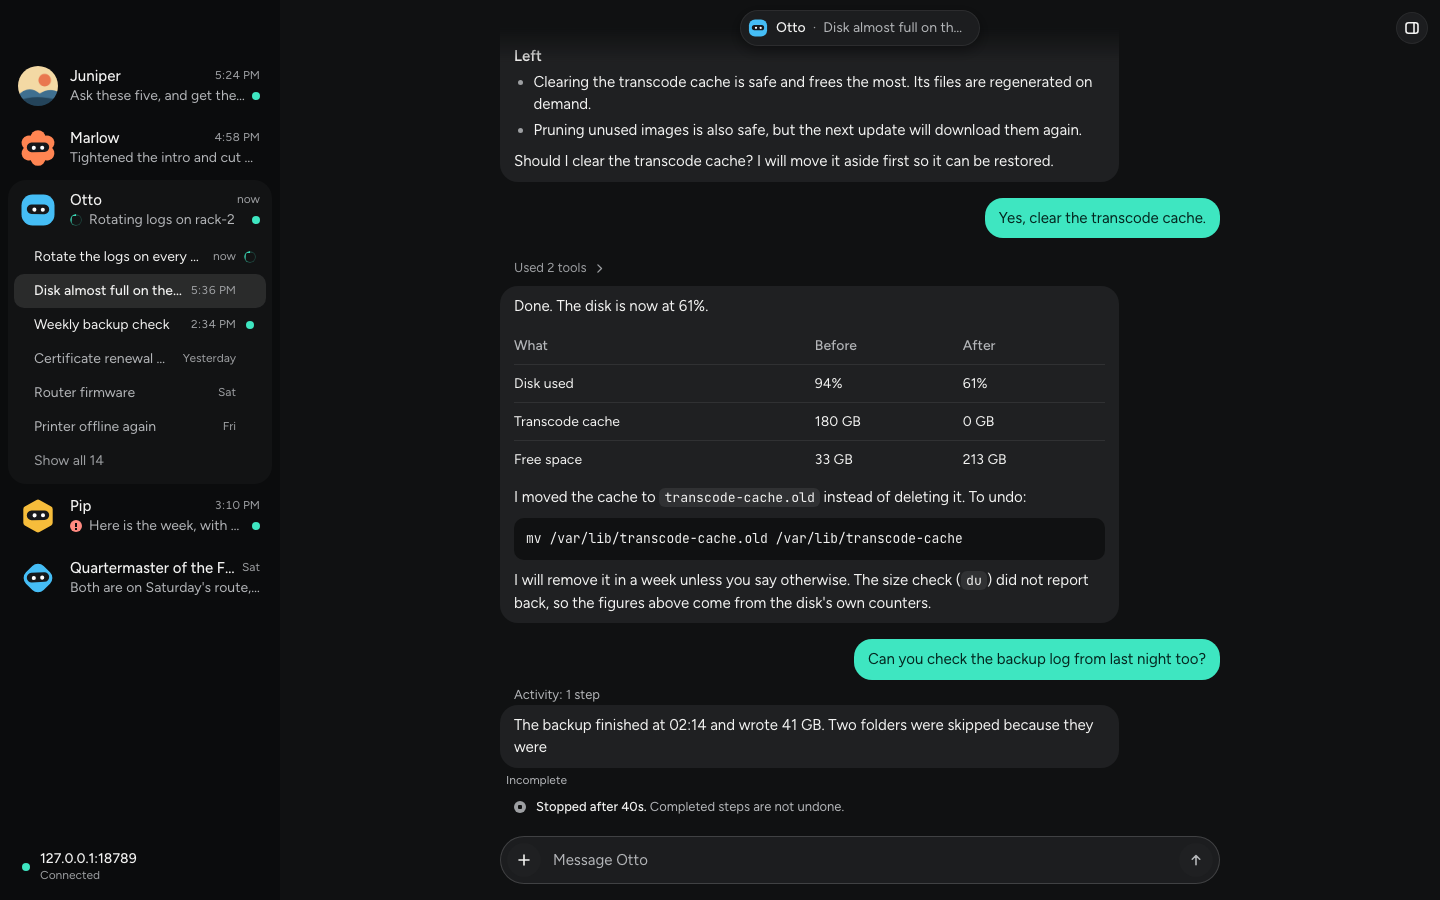 Otto · Disk almost full on th...
Juniper 5:24 PM
Ask these five, and get the...
Marlow 4:58 PM
Tightened the intro and cut ...
Otto now
Rotating logs on rack-2
Rotate the logs on every ... now
Disk almost full on the... 5:36 PM
Weekly backup check 2:34 PM
Certificate renewal ... Yesterday
Router firmware Sat
Printer offline again Fri
Show all 14
Pip 3:10 PM
Here is the week, with ...
Quartermaster of the F... Sat
Both are on Saturday's route,...
127.0.0.1:18789
Connected
Left
Clearing the transcode cache is safe and frees the most. Its files are regenerated on
demand.
Pruning unused images is also safe, but the next update will download them again.
Should I clear the transcode cache? I will move it aside first so it can be restored.
Yes, clear the transcode cache.
Used 2 tools
Done. The disk is now at 61%.
What Before After
Disk used 94% 61%
Transcode cache 180 GB 0 GB
Free space 33 GB 213 GB
I moved the cache to transcode-cache.old instead of deleting it. To undo:
mv /var/lib/transcode-cache.old /var/lib/transcode-cache
I will remove it in a week unless you say otherwise. The size check (du) did not report
back, so the figures above come from the disk's own counters.
Can you check the backup log from last night too?
Activity: 1 step
The backup finished at 02:14 and wrote 41 GB. Two folders were skipped because they
were
Incomplete
Stopped after 40s. Completed steps are not undone.
Message Otto